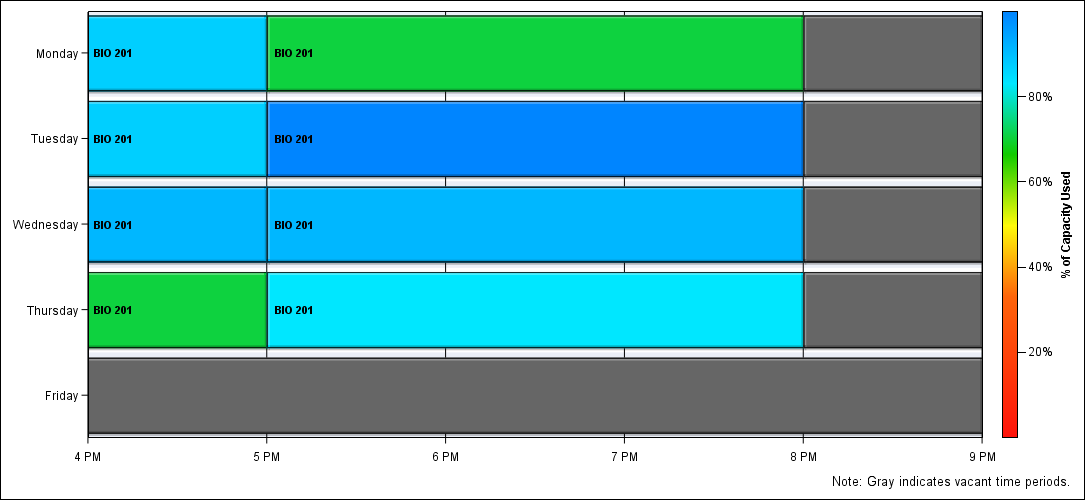 Monday
BIO 201
BIO 201
Tuesday
BIO 201
BIO 201
Wednesday
BIO 201
BIO 201
Thursday
BIO 201
BIO 201
Friday
4 PM
5 PM
6 PM
7 PM
8 PM
9 PM
80%
60%
40%
20%
% of Capacity Used
Note: Gray indicates vacant time periods.